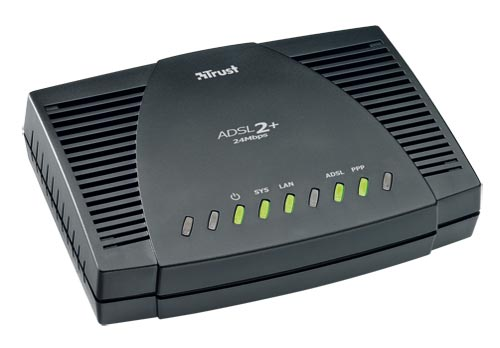 Trust
ADSL2+
24Mbps
SYS LAN ADSL PPP